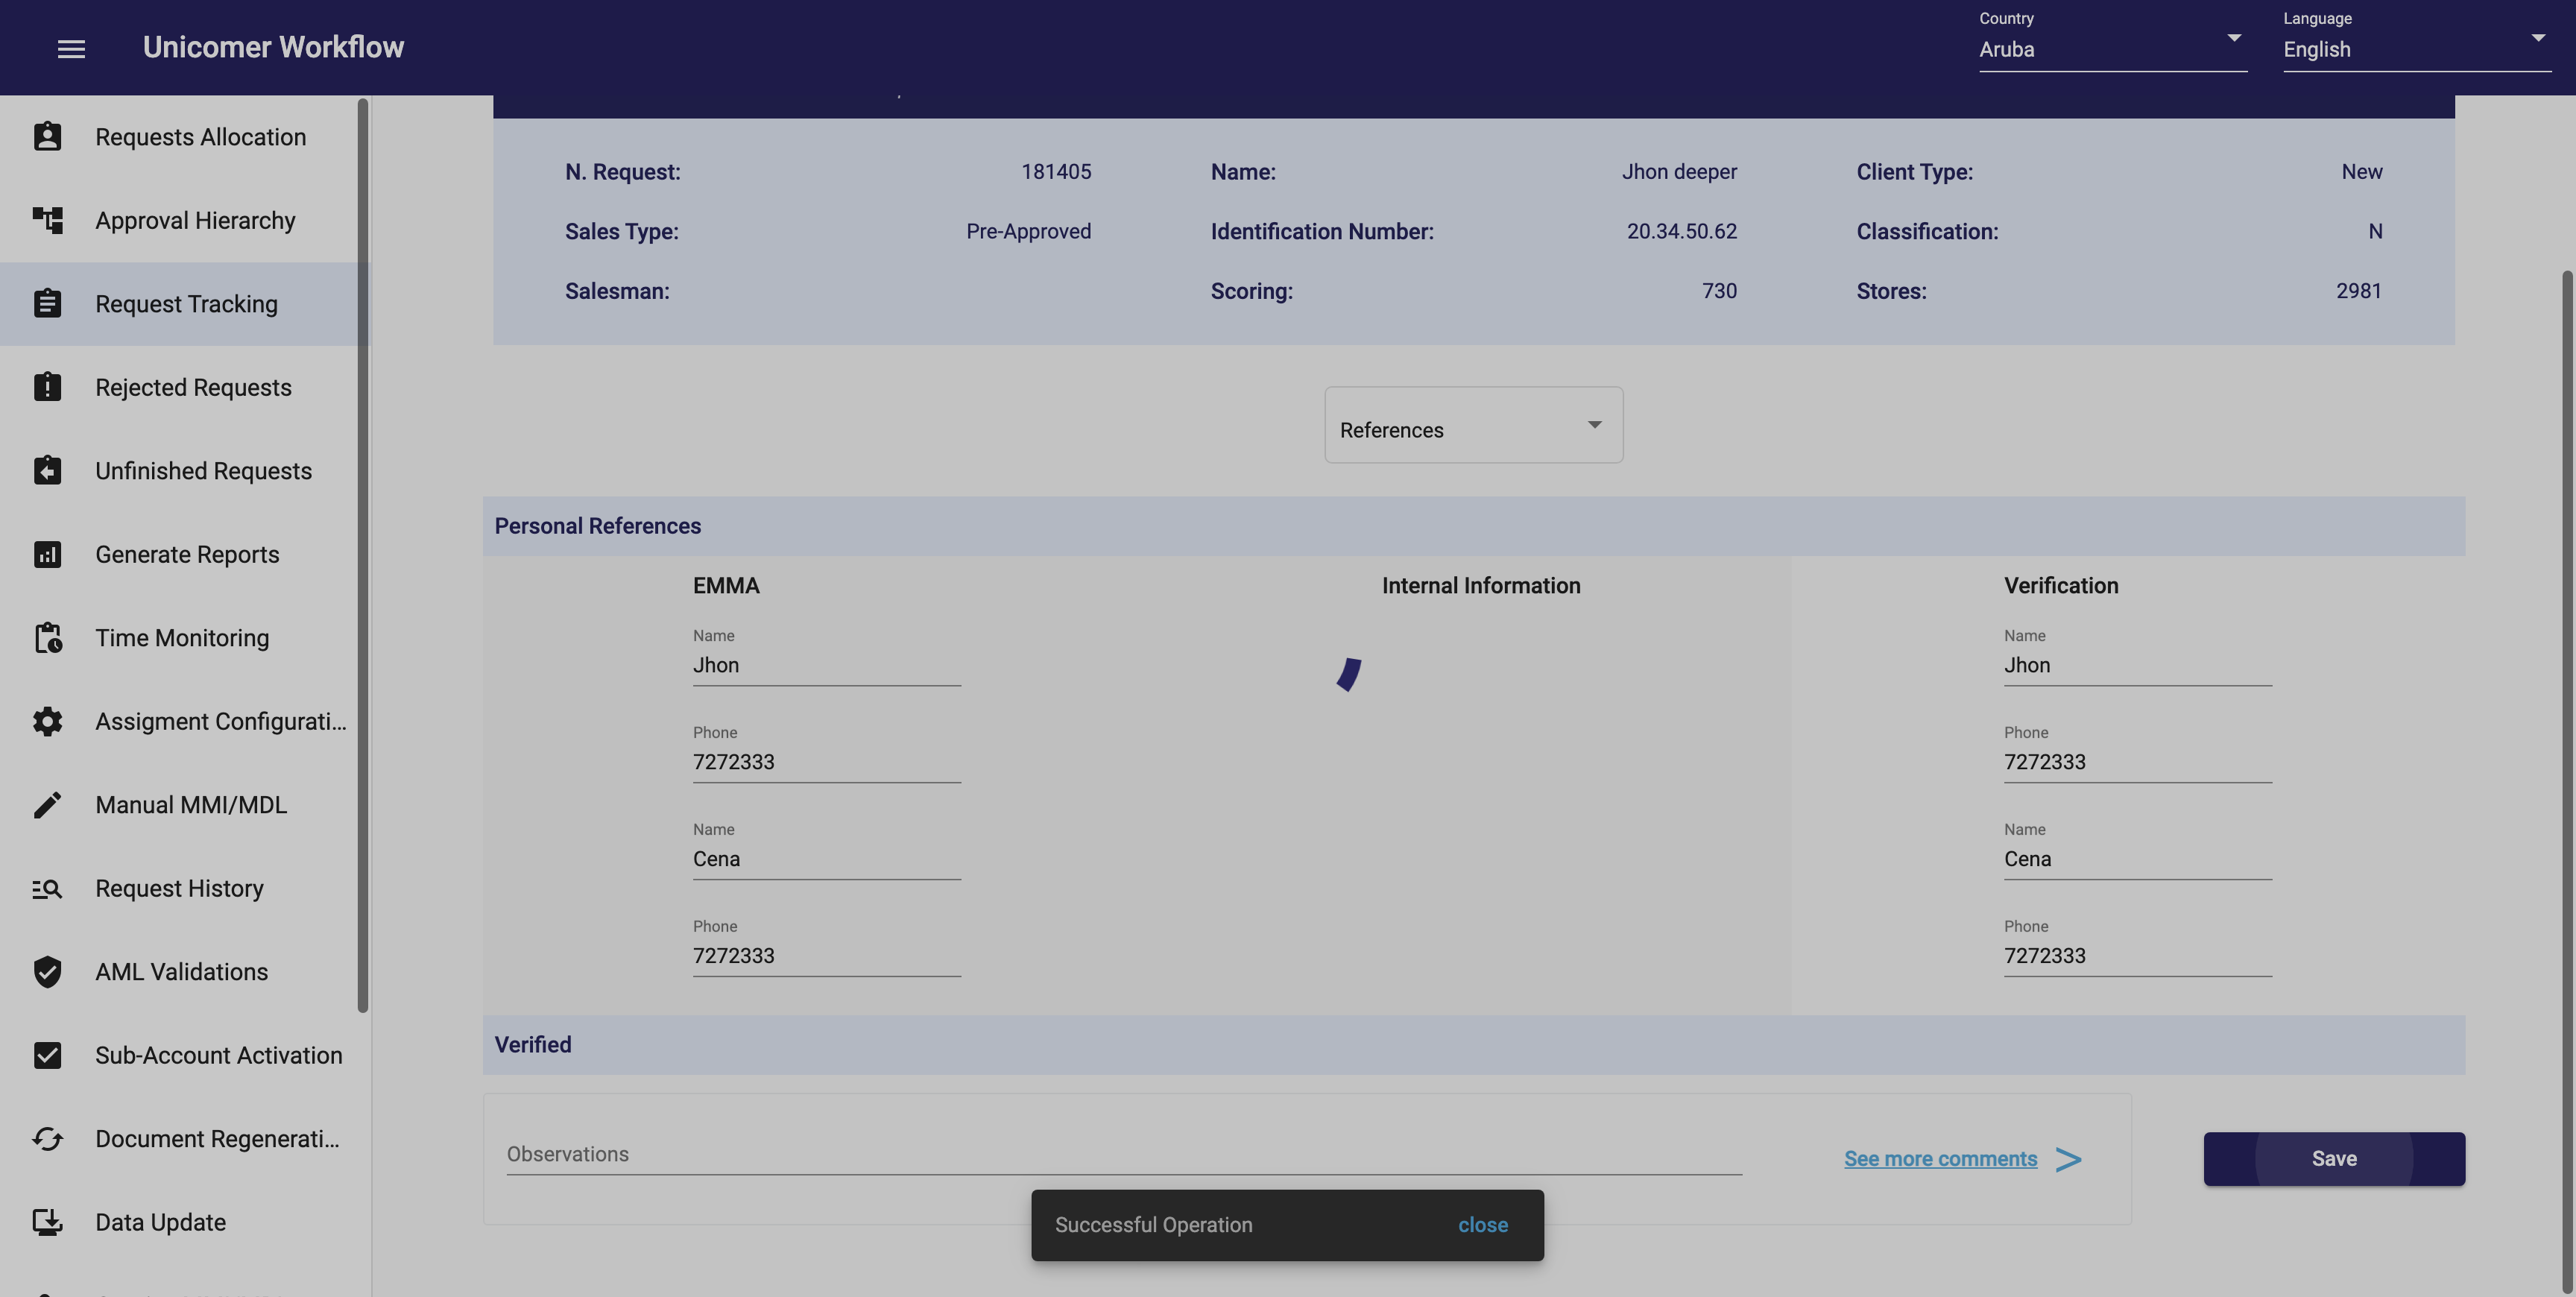 Unicomer Workflow
Country
Aruba
Language
English
Requests Allocation
Approval Hierarchy
Request Tracking
Rejected Requests
Unfinished Requests
Generate Reports
Time Monitoring
Assigment Configurati...
Manual MMI/MDL
Request History
AML Validations
Sub-Account Activation
Document Regenerati...
Data Update
N. Request: 181405
Name: Jhon deeper
Client Type: New
Sales Type: Pre-Approved
Identification Number: 20.34.50.62
Classification: N
Salesman:
Scoring: 730
Stores: 2981
References
Personal References
EMMA
Name
Jhon
Phone
7272333
Name
Cena
Phone
7272333
Internal Information
Verification
Name
Jhon
Phone
7272333
Name
Cena
Phone
7272333
Verified
Observations
See more comments >
Save
Successful Operation close